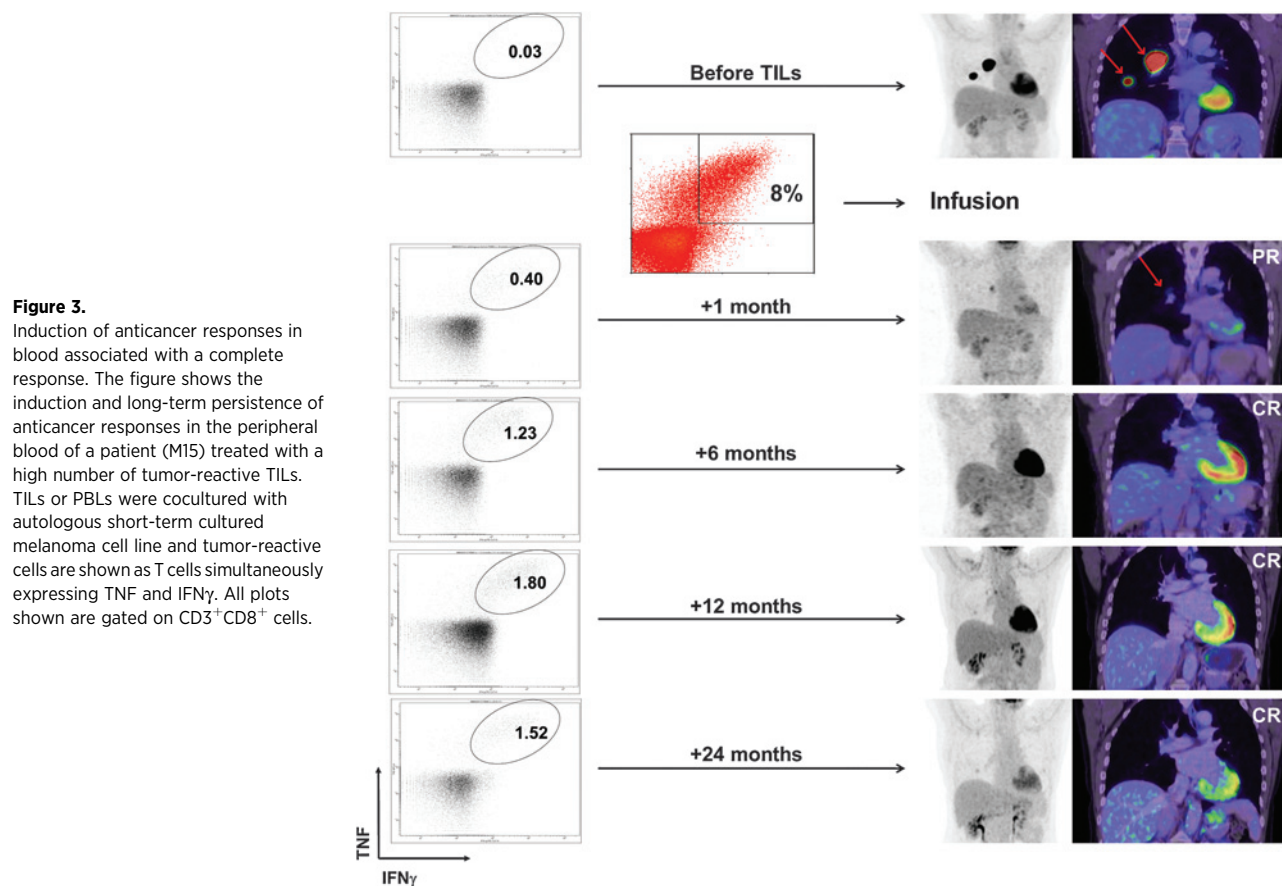 0.03
Before TILs
8%
Infusion
0.40
+1 month
PR
Figure 3.
Induction of anticancer responses in
blood associated with a complete
response. The figure shows the
induction and long-term persistence of
anticancer responses in the peripheral
blood of a patient (M15) treated with a
high number of tumor-reactive TILs.
TILs or PBLs were cocultured with
autologous short-term cultured
melanoma cell line and tumor-reactive
cells are shown as T cells simultaneously
expressing TNF and IFNγ. All plots
shown are gated on CD3⁺CD8⁺ cells.
1.23
+6 months
CR
1.80
+12 months
CR
1.52
+24 months
CR
TNF
IFNγ